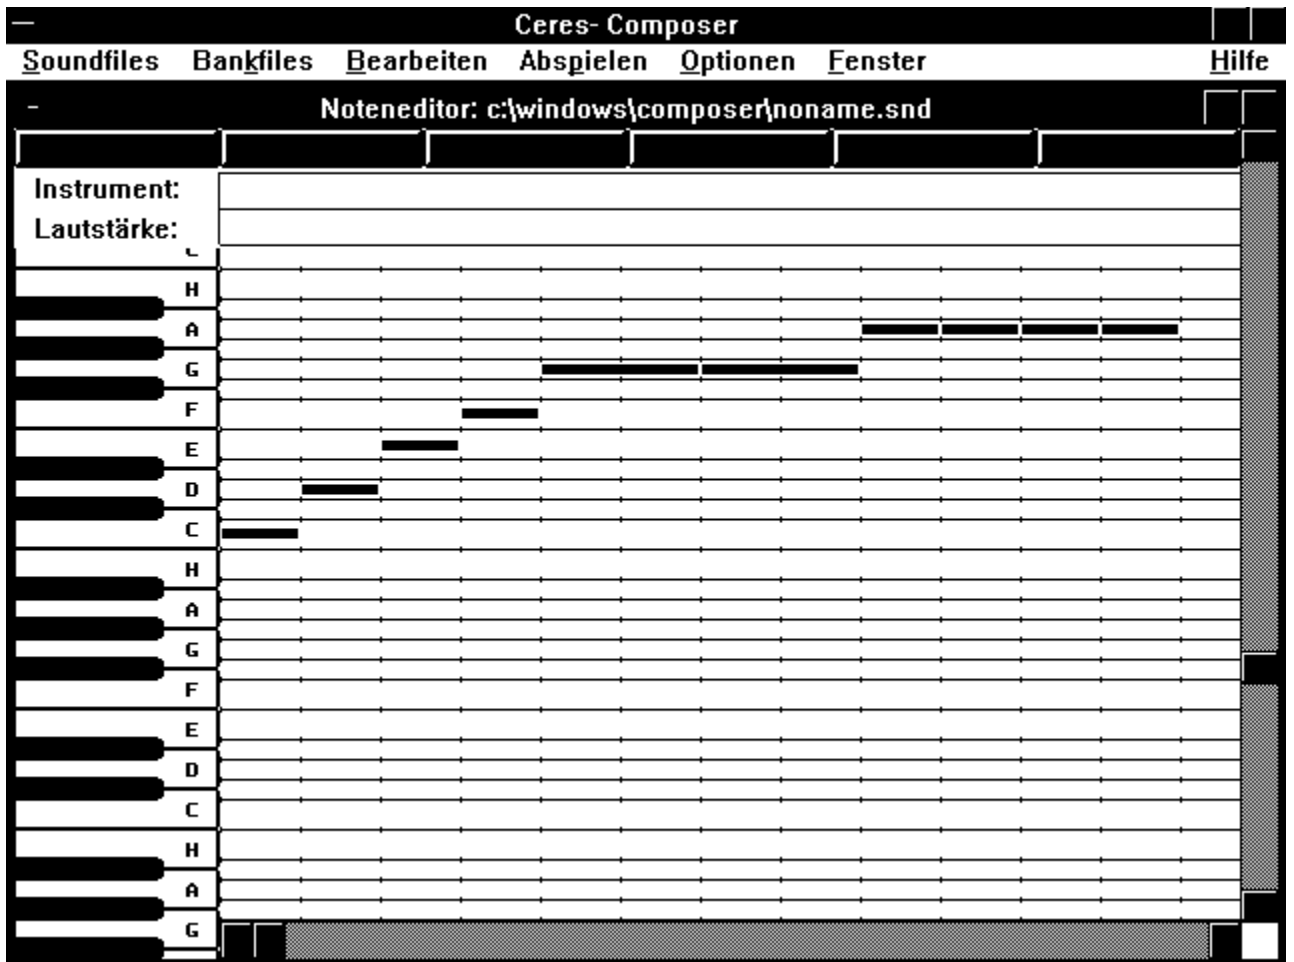 Ceres- Composer
Soundfiles Bankfiles Bearbeiten Abspielen Optionen Fenster Hilfe
Noteneditor: c:\windows\composer\noname.snd
Instrument:
Lautstärke:
H
A
G
F
E
D
C
H
A
G
F
E
D
C
H
A
G